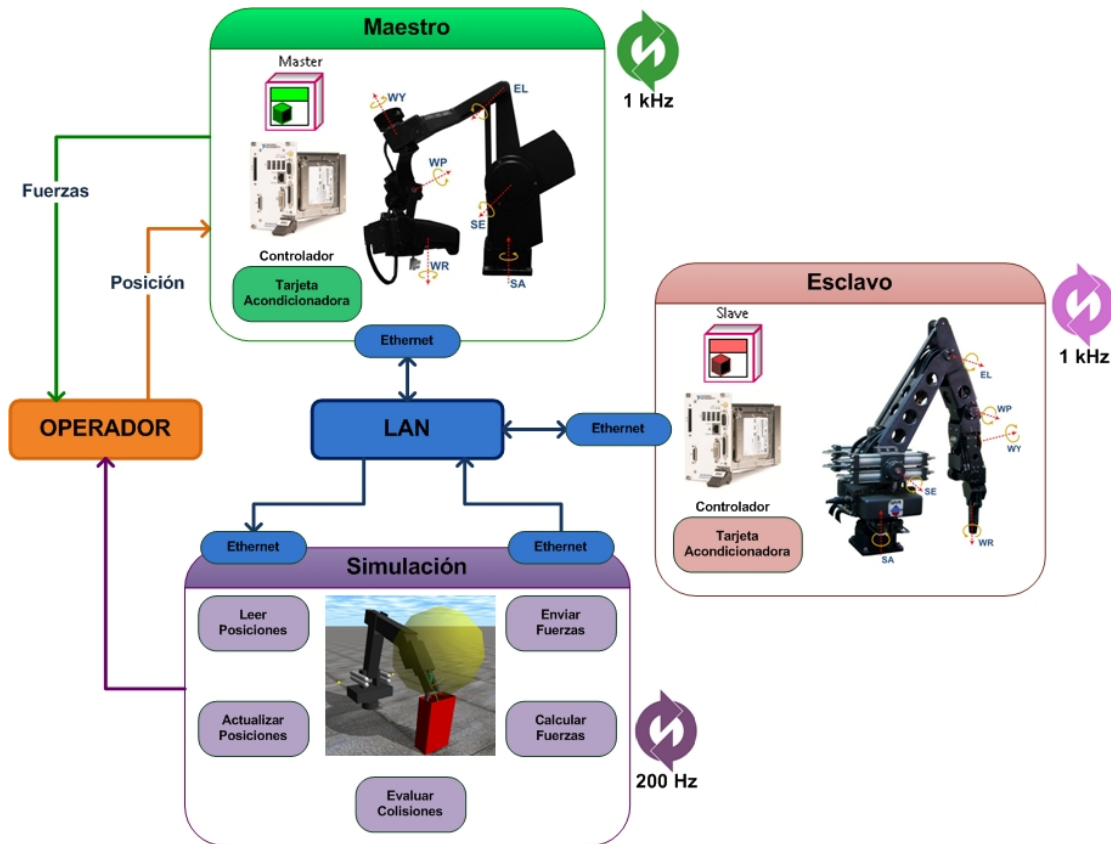 Maestro
Master
WY
EL
WP
SE
WR
SA
Controlador
Tarjeta
Acondicionadora
Ethernet
1 kHz
Fuerzas
Posición
OPERADOR
LAN
Ethernet
Esclavo
Slave
EL
WP
WY
SE
WR
SA
Controlador
Tarjeta
Acondicionadora
1 kHz
Ethernet
Ethernet
Simulación
Leer
Posiciones
Enviar
Fuerzas
Actualizar
Posiciones
Calcular
Fuerzas
Evaluar
Colisiones
200 Hz